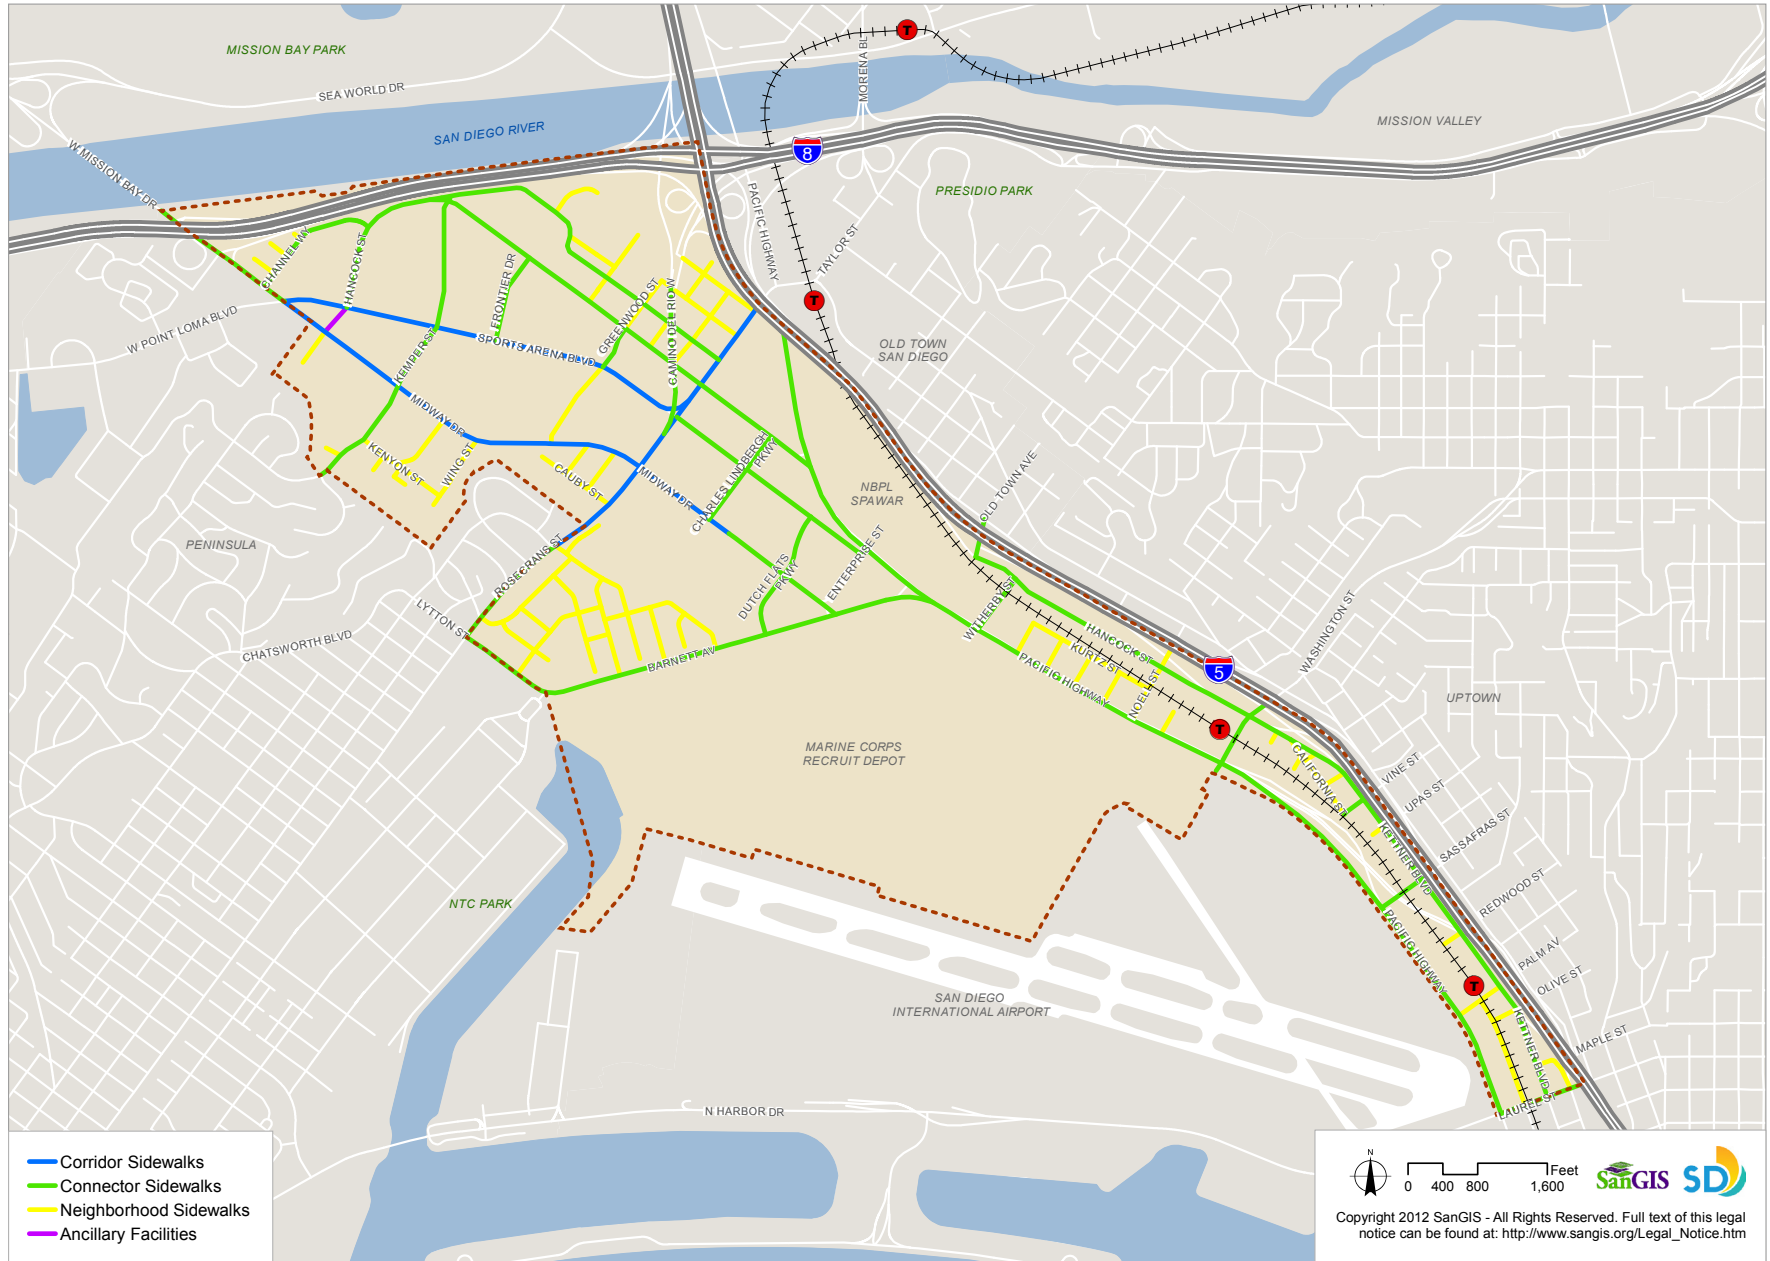 MISSION BAY PARK
SEA WORLD DR
SAN DIEGO RIVER
W MISSION BAY DR
MORENA BL
T
8
MISSION VALLEY
PRESIDIO PARK
PACIFIC HIGHWAY
TAYLOR ST
T
OLD TOWN
SAN DIEGO
CHANNEL WY
HANCOCK ST
W POINT LOMA BLVD
KEMPER ST
FRONTIER DR
SPORTS ARENA BLVD
GREENWOOD ST
CAMINO DEL RIO W
MIDWAY DR
KENYON ST
WING ST
CAUBY ST
MIDWAY DR
CHARLES LINDBERGH
PKWY
NBPL
SPAWAR
OLD TOWN AVE
PENINSULA
ROSECRANS ST
LYTTON ST
CHATSWORTH BLVD
DUTCH FLATS
PKWY
ENTERPRISE ST
BARNETT AV
WITHERBY ST
HANCOCK ST
KURTZ ST
PACIFIC HIGHWAY
NOELL ST
5
WASHINGTON ST
UPTOWN
T
MARINE CORPS
RECRUIT DEPOT
CALIFORNIA ST
VINE ST
UPAS ST
SASSAFRAS ST
KETTNER BLVD
REDWOOD ST
PALM AV
OLIVE ST
MAPLE ST
NTC PARK
PACIFIC HIGHWAY
T
SAN DIEGO
INTERNATIONAL AIRPORT
KETTNER BLVD
LAUREL ST
N HARBOR DR
Corridor Sidewalks
Connector Sidewalks
Neighborhood Sidewalks
Ancillary Facilities
N
Feet
0 400 800 1,600
SanGIS
SD
Copyright 2012 SanGIS - All Rights Reserved. Full text of this legal
notice can be found at: http://www.sangis.org/Legal_Notice.htm